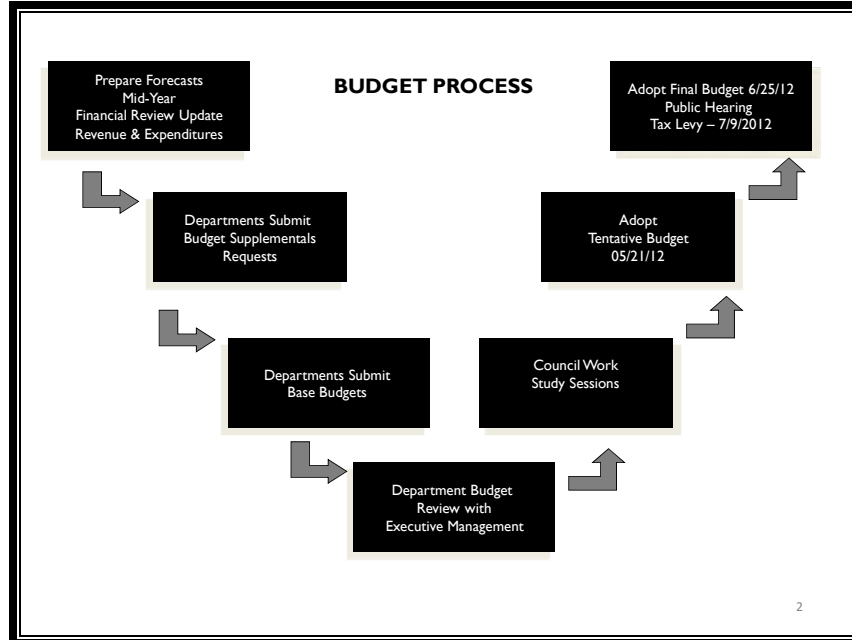 BUDGET PROCESS
Prepare Forecasts
Mid-Year
Financial Review Update
Revenue & Expenditures
Departments Submit
Budget Supplementals
Requests
Departments Submit
Base Budgets
Department Budget
Review with
Executive Management
Council Work
Study Sessions
Adopt
Tentative Budget
05/21/12
Adopt Final Budget 6/25/12
Public Hearing
Tax Levy – 7/9/2012
2